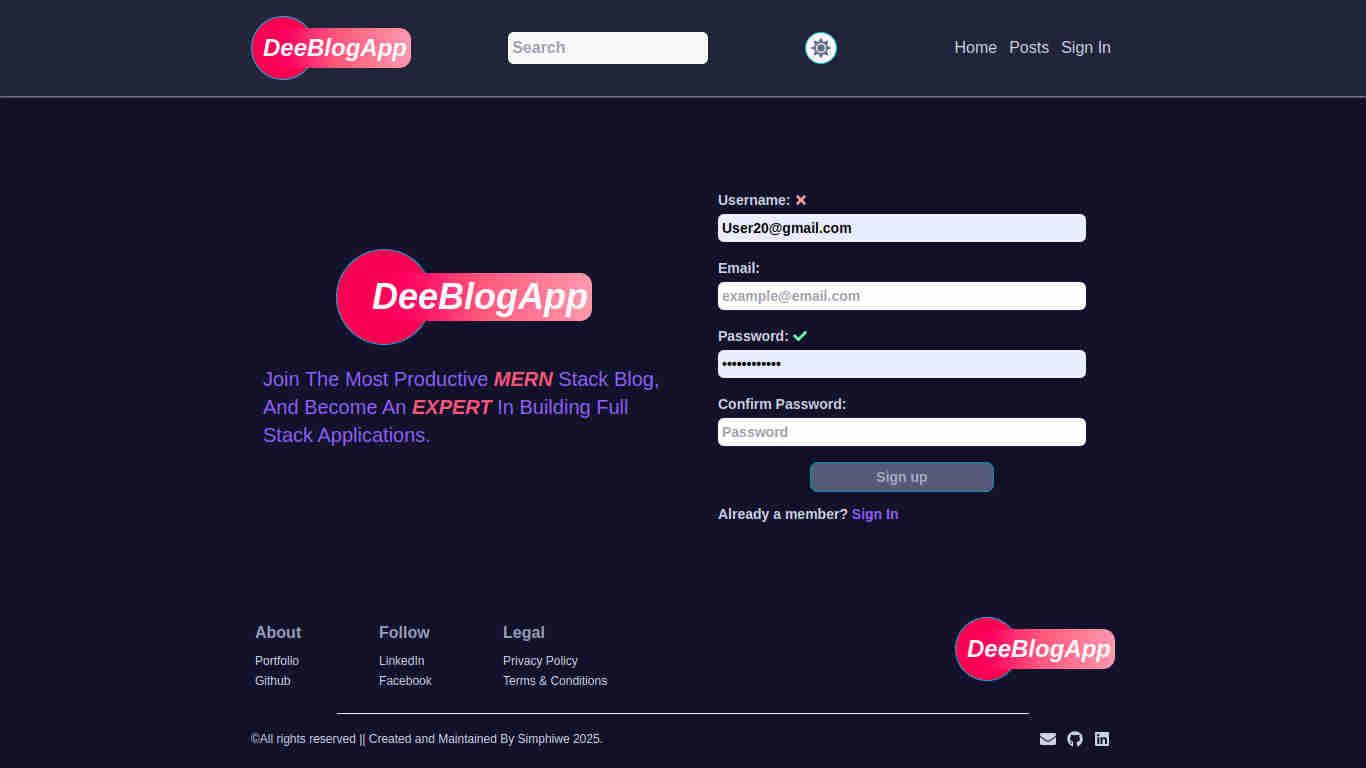 DeeBlogApp
Search
Home Posts Sign In
DeeBlogApp
Join The Most Productive MERN Stack Blog,
And Become An EXPERT In Building Full
Stack Applications.
Username:
User20@gmail.com
Email:
example@email.com
Password:
••••••••••••
Confirm Password:
Password
Sign up
Already a member? Sign In
About
Portfolio
Github
Follow
LinkedIn
Facebook
Legal
Privacy Policy
Terms & Conditions
DeeBlogApp
©All rights reserved || Created and Maintained By Simphiwe 2025.